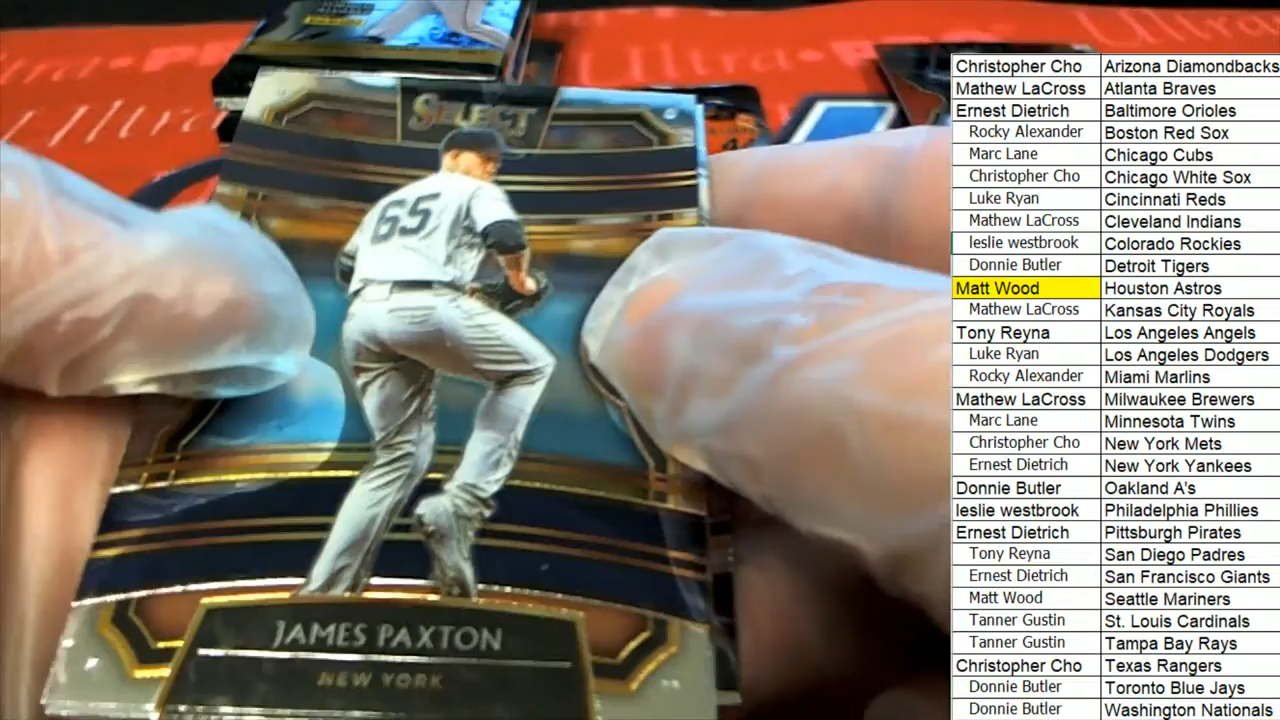 Ultra PRO
Ultra
Ultra
SELECT
65
JAMES PAXTON
NEW YORK
Christopher Cho Arizona Diamondbacks
Mathew LaCross Atlanta Braves
Ernest Dietrich Baltimore Orioles
Rocky Alexander Boston Red Sox
Marc Lane Chicago Cubs
Christopher Cho Chicago White Sox
Luke Ryan Cincinnati Reds
Mathew LaCross Cleveland Indians
leslie westbrook Colorado Rockies
Donnie Butler Detroit Tigers
Matt Wood Houston Astros
Mathew LaCross Kansas City Royals
Tony Reyna Los Angeles Angels
Luke Ryan Los Angeles Dodgers
Rocky Alexander Miami Marlins
Mathew LaCross Milwaukee Brewers
Marc Lane Minnesota Twins
Christopher Cho New York Mets
Ernest Dietrich New York Yankees
Donnie Butler Oakland A's
leslie westbrook Philadelphia Phillies
Ernest Dietrich Pittsburgh Pirates
Tony Reyna San Diego Padres
Ernest Dietrich San Francisco Giants
Matt Wood Seattle Mariners
Tanner Gustin St. Louis Cardinals
Tanner Gustin Tampa Bay Rays
Christopher Cho Texas Rangers
Donnie Butler Toronto Blue Jays
Donnie Butler Washington Nationals